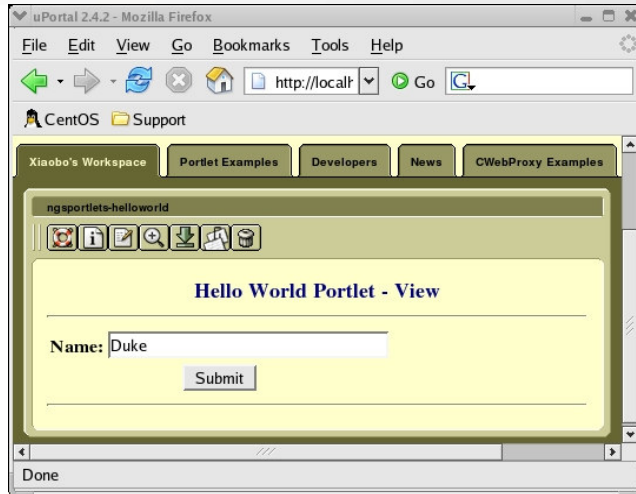 uPortal 2.4.2 - Mozilla Firefox
File Edit View Go Bookmarks Tools Help
http://localh Go G
CentOS Support
Xiaobo's Workspace Portlet Examples Developers News CWebProxy Examples
ngsportlets-helloworld
Hello World Portlet - View
Name: Duke
Submit
Done